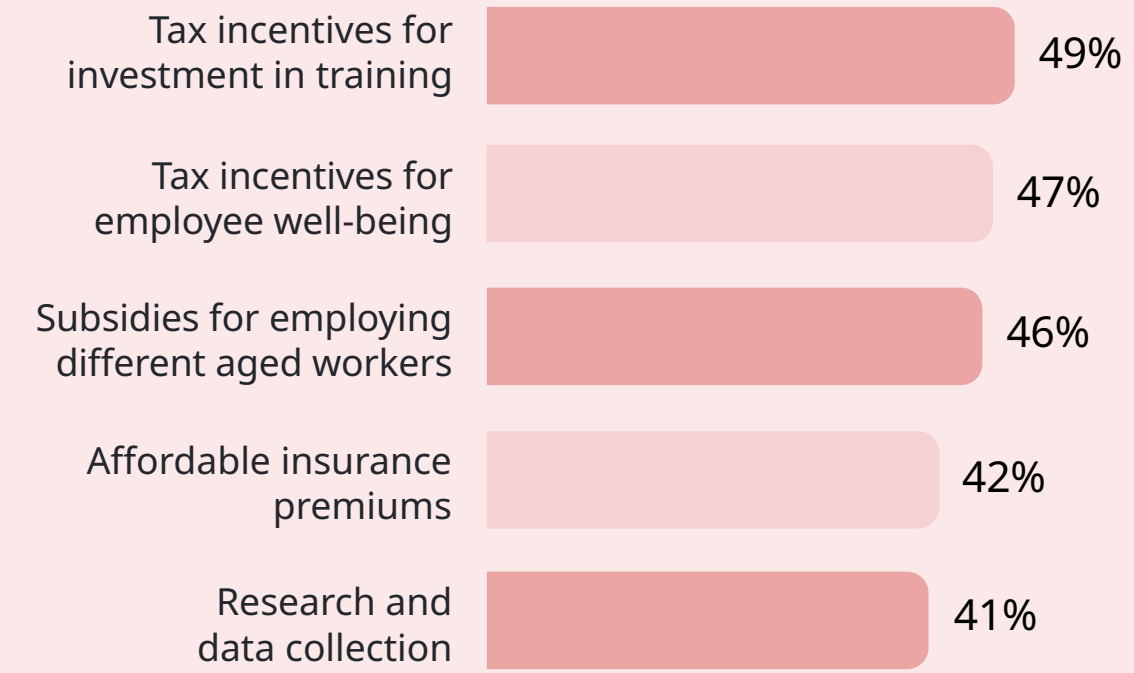 Tax incentives for
investment in training
49%
Tax incentives for
employee well-being
47%
Subsidies for employing
different aged workers
46%
Affordable insurance
premiums
42%
Research and
data collection
41%